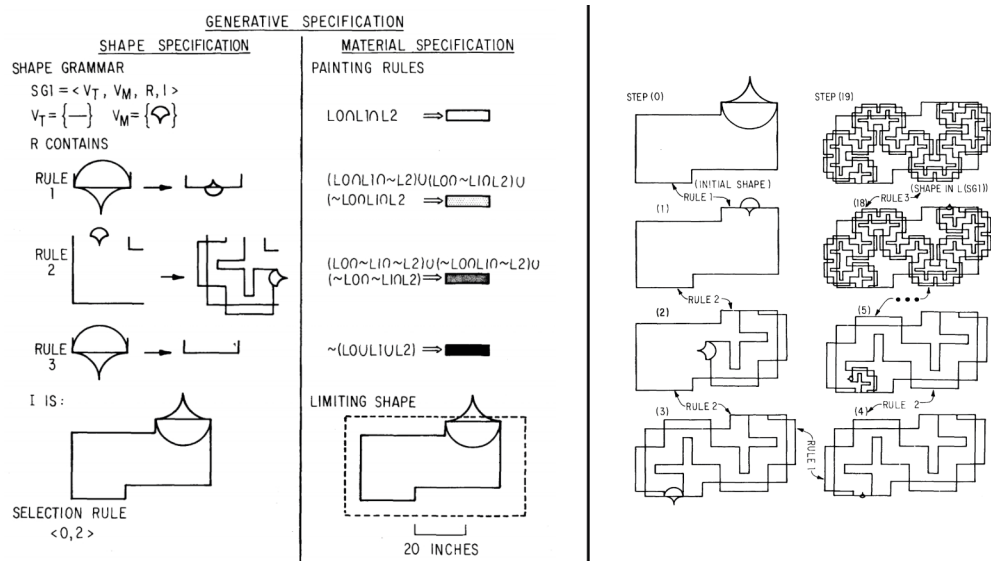 GENERATIVE SPECIFICATION
SHAPE SPECIFICATION
SHAPE GRAMMAR
SG1 = < V_T, V_M, R, I >
V_T = { — } V_M = { }
R CONTAINS
RULE 1
RULE 2
RULE 3
I IS:
SELECTION RULE
<0,2>
MATERIAL SPECIFICATION
PAINTING RULES
L0∩L1∩L2 ⇒
(L0∩L1∩~L2)∪(L0∩~L1∩L2)∪
(~L0∩L1∩L2 ⇒
(L0∩~L1∩~L2)∪(~L0∩L1∩~L2)∪
(~L0∩~L1∩L2) ⇒
~(L0∪L1∪L2) ⇒
LIMITING SHAPE
20 INCHES
STEP (0)
(INITIAL SHAPE)
RULE 1
(1)
RULE 2
(2)
RULE 2
(3)
RULE 1
(4)
RULE 2
(5)
•••
(18)
RULE 3
(SHAPE IN L(SG1))
STEP (19)